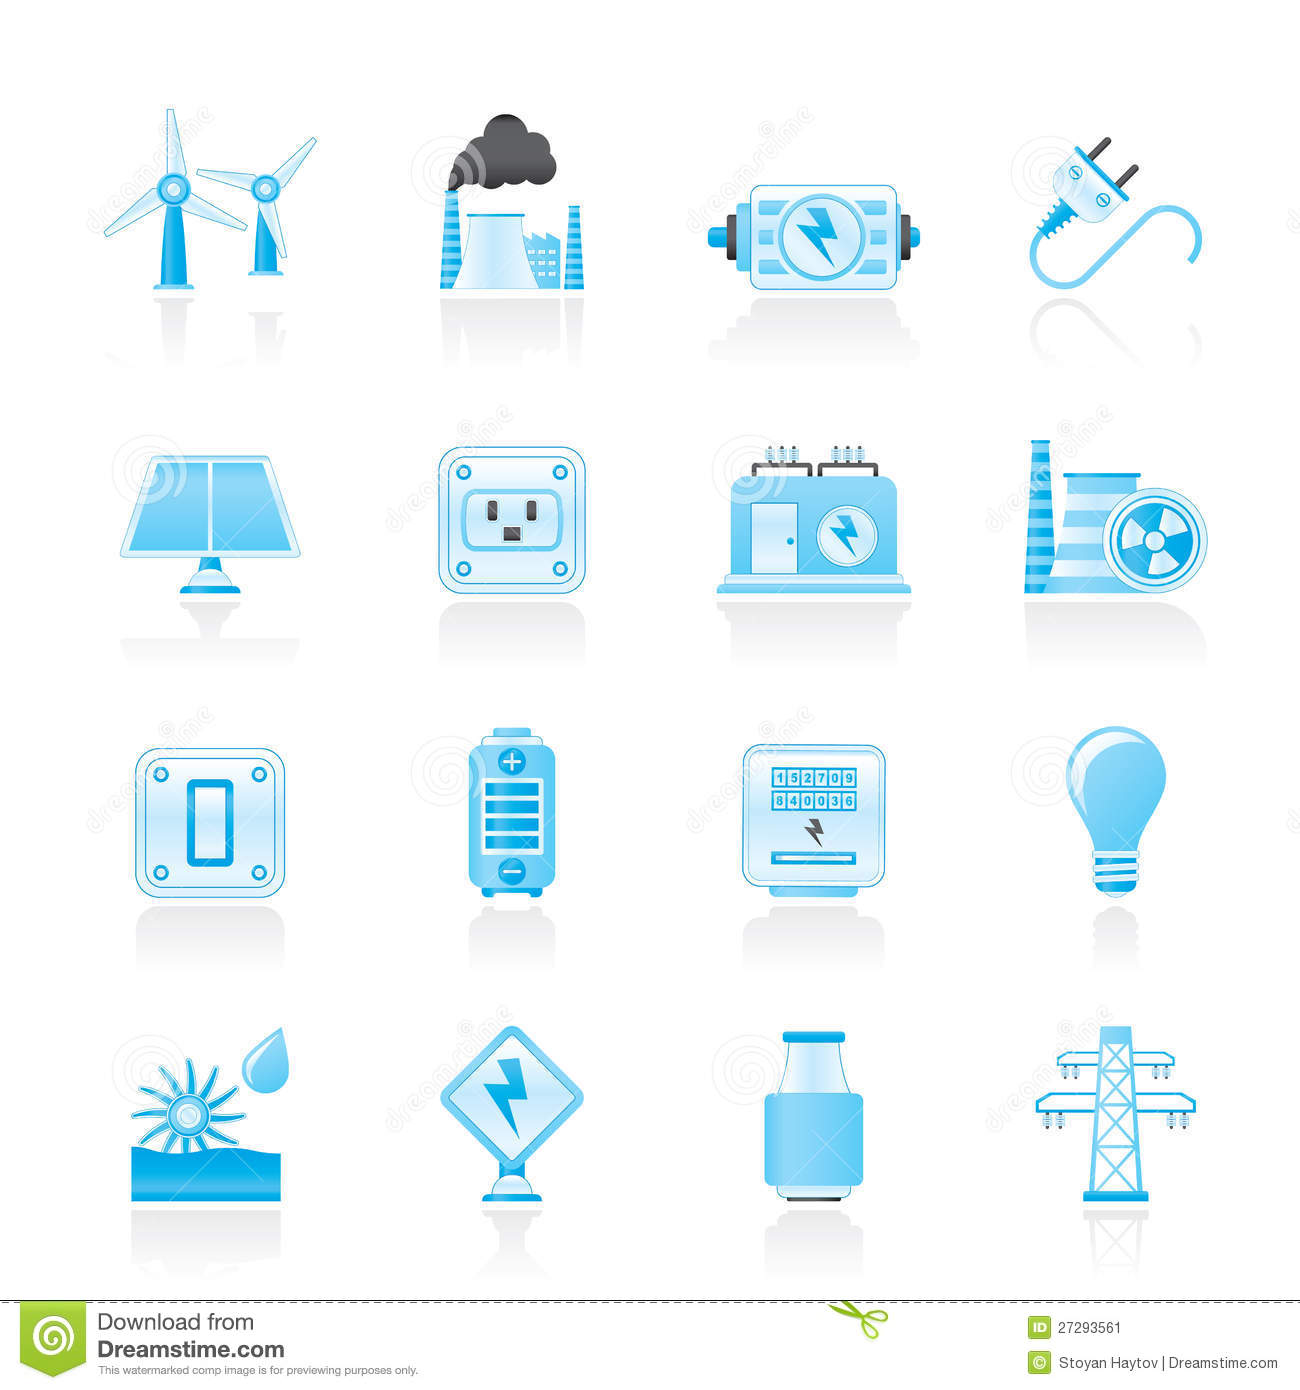 152709
840036
Download from
Dreamstime.com
This watermarked comp image is for previewing purposes only.
ID 27293561
© Stoyan Haytov | Dreamstime.com